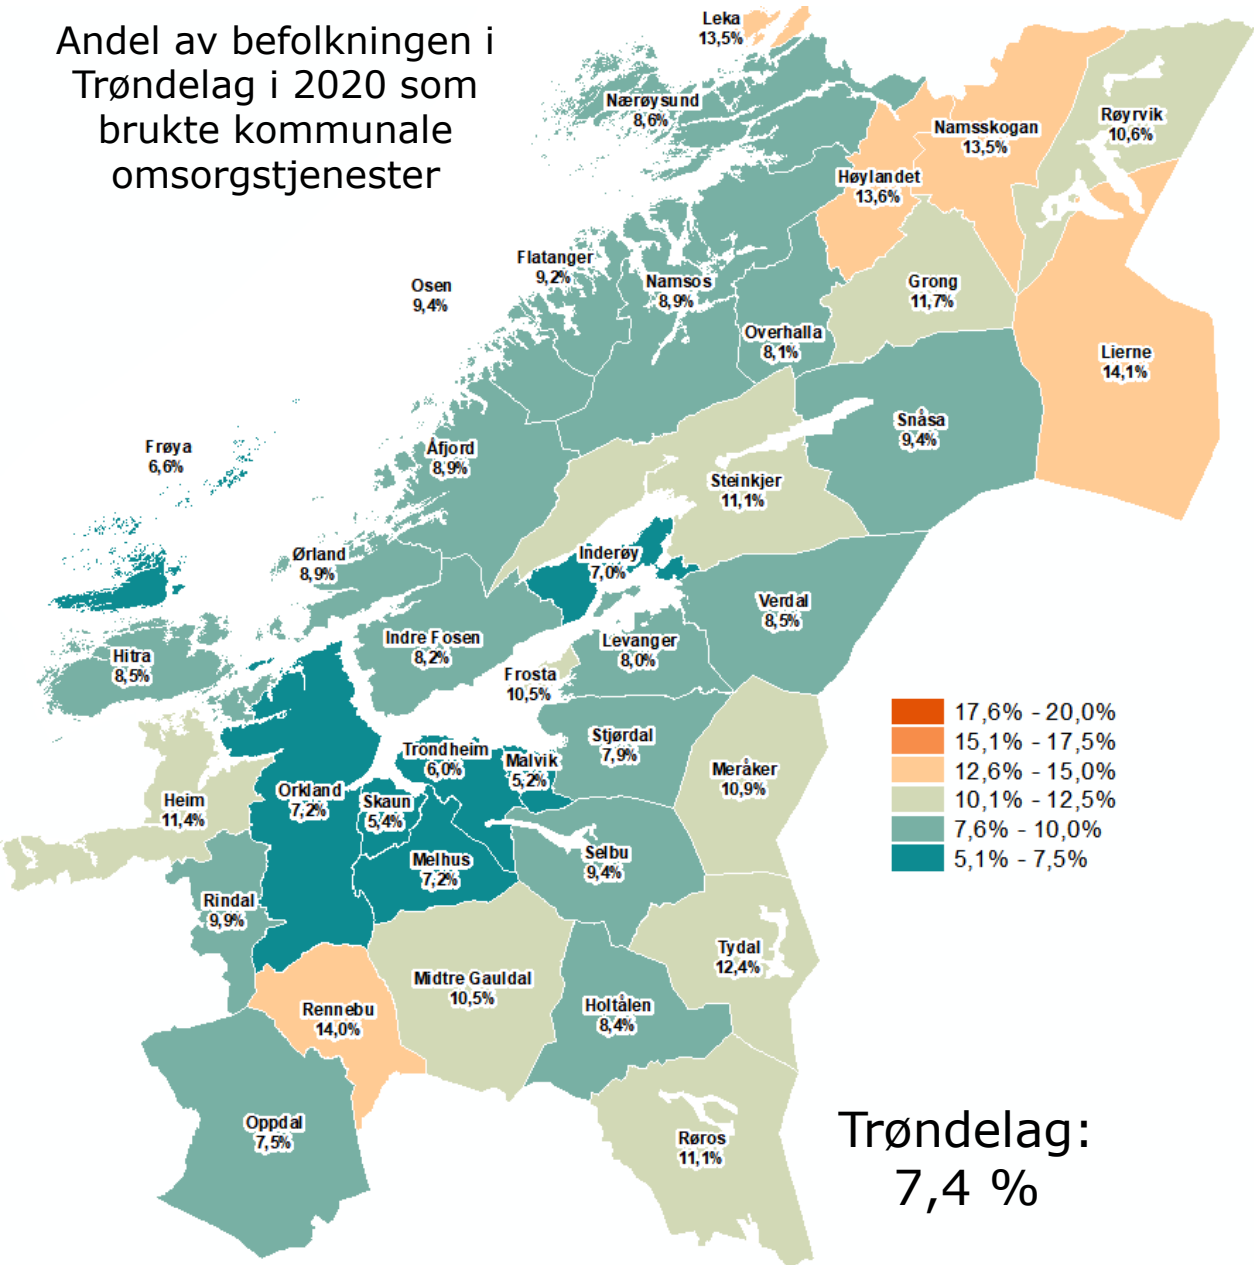 Andel av befolkningen i
Trøndelag i 2020 som
brukte kommunale
omsorgstjenester
Leka
13,5%
Nærøysund
8,6%
Namsskogan
13,5%
Røyrvik
10,6%
Høylandet
13,6%
Flatanger
9,2%
Osen
9,4%
Namsos
8,9%
Grong
11,7%
Overhalla
8,1%
Lierne
14,1%
Snåsa
9,4%
Frøya
6,6%
Åfjord
8,9%
Steinkjer
11,1%
Ørland
8,9%
Inderøy
7,0%
Verdal
8,5%
Indre Fosen
8,2%
Levanger
8,0%
Hitra
8,5%
Frosta
10,5%
Stjørdal
7,9%
Trondheim
6,0%
Malvik
5,2%
Meråker
10,9%
Heim
11,4%
Orkland
7,2%
Skaun
5,4%
Melhus
7,2%
Selbu
9,4%
Rindal
9,9%
Tydal
12,4%
Midtre Gauldal
10,5%
Rennebu
14,0%
Holtålen
8,4%
Oppdal
7,5%
Røros
11,1%
17,6% - 20,0%
15,1% - 17,5%
12,6% - 15,0%
10,1% - 12,5%
7,6% - 10,0%
5,1% - 7,5%
Trøndelag:
7,4 %